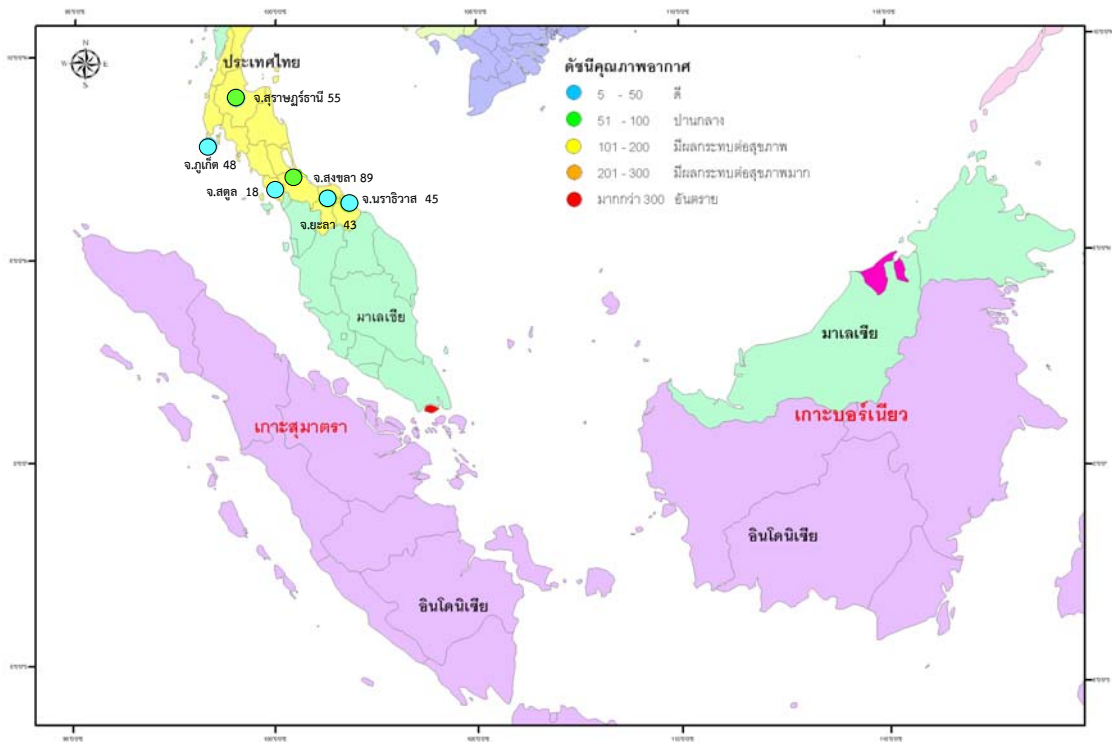 N
W
E
S
ประเทศไทย
จ.สุราษฎร์ธานี 55
จ.ภูเก็ต 48
จ.สงขลา 89
จ.สตูล 18
จ.นราธิวาส 45
จ.ยะลา 43
ดัชนีคุณภาพอากาศ
5 - 50 ดี
51 - 100 ปานกลาง
101 - 200 มีผลกระทบต่อสุขภาพ
201 - 300 มีผลกระทบต่อสุขภาพมาก
มากกว่า 300 อันตราย
มาเลเซีย
มาเลเซีย
เกาะสุมาตรา
เกาะบอร์เนียว
อินโดนิเซีย
อินโดนิเซีย